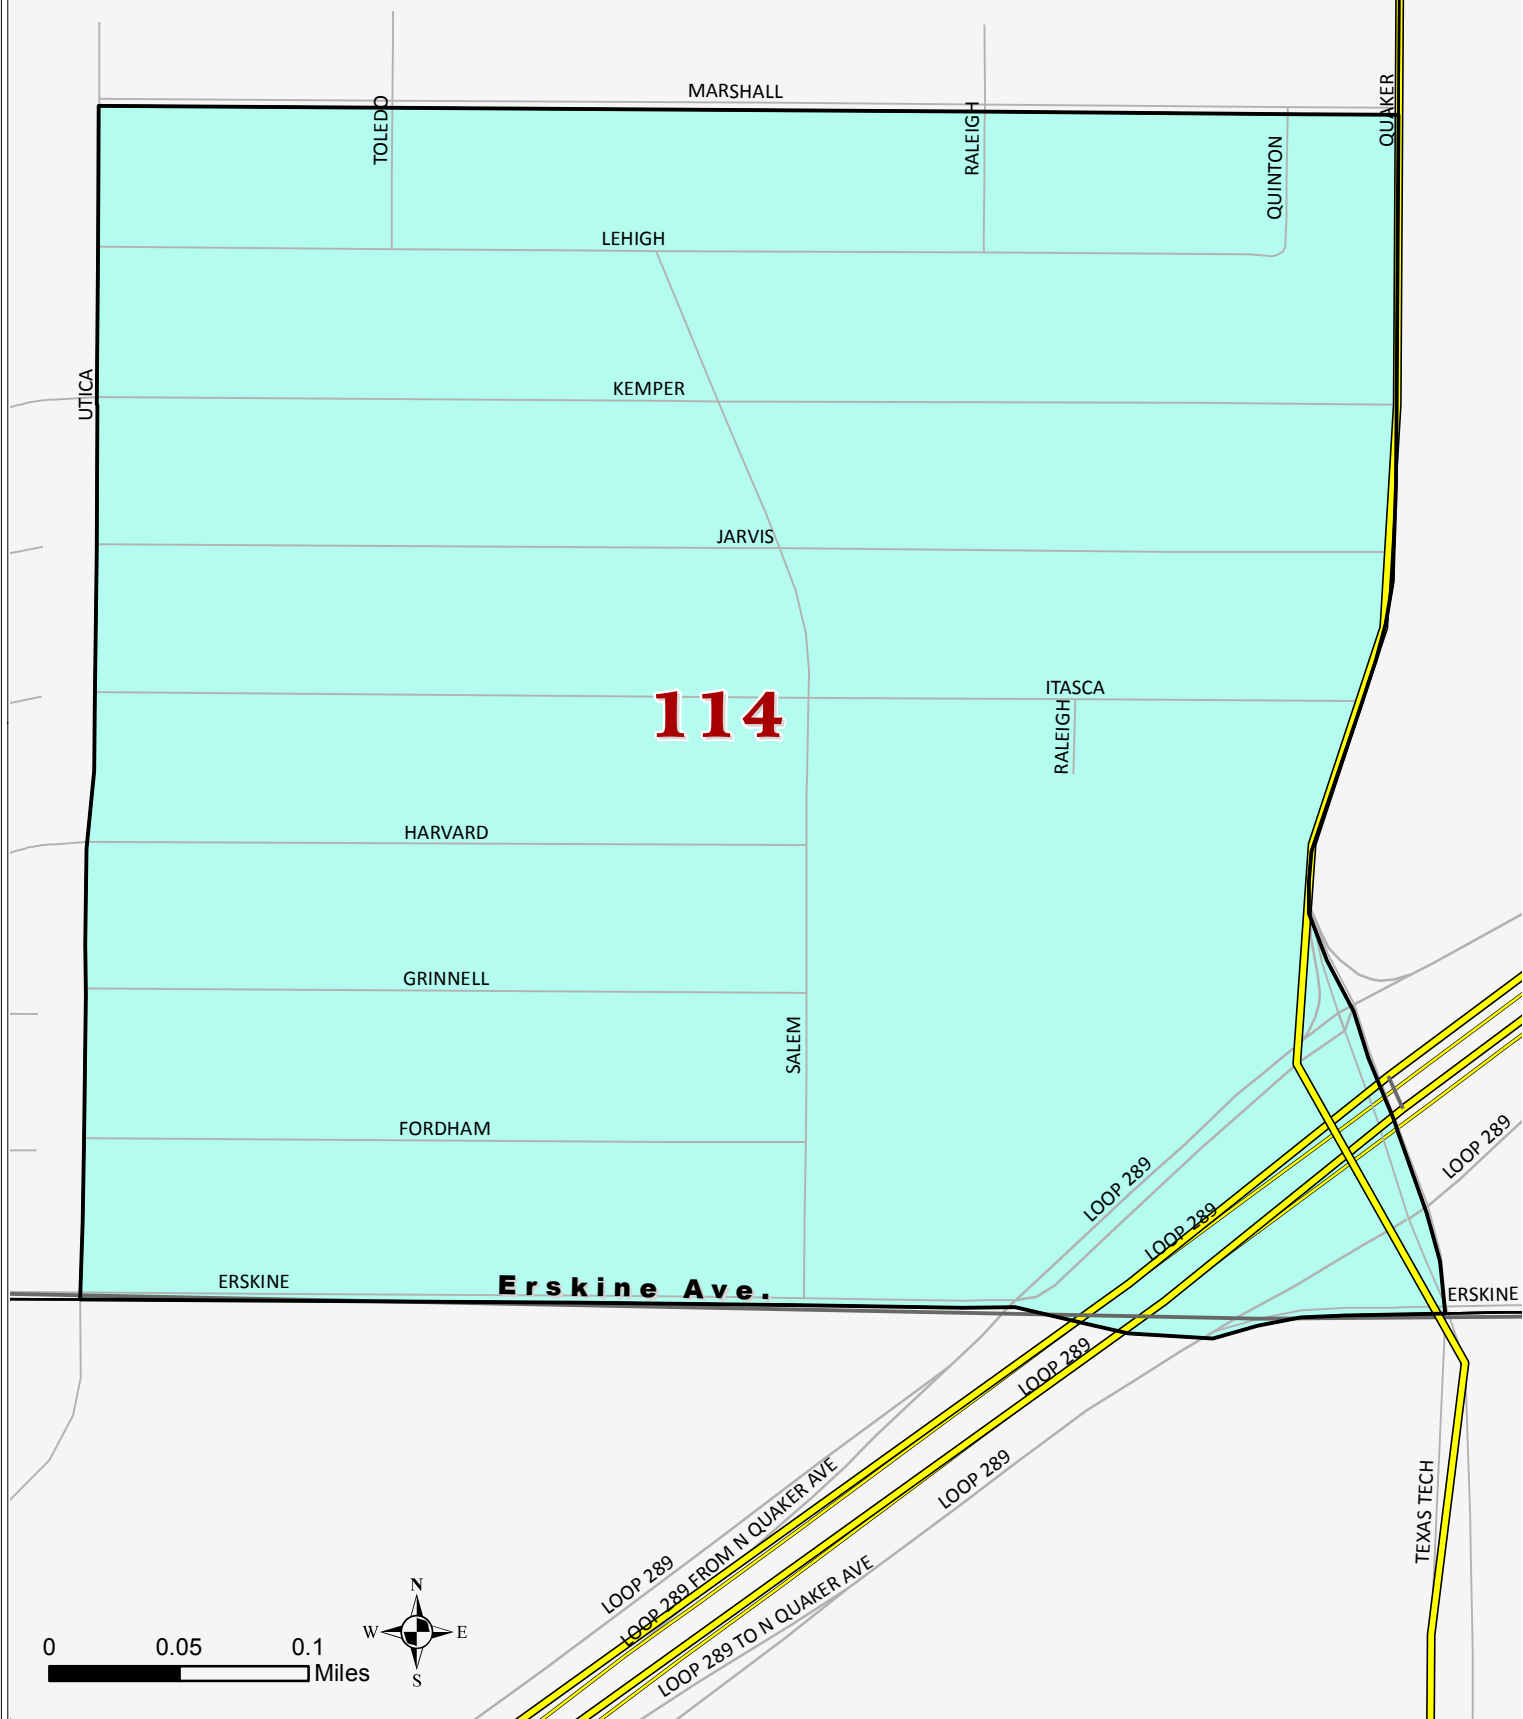 MARSHALL
TOLEDO
RALEIGH
QUINTON
QUAKER
LEHIGH
UTICA
KEMPER
JARVIS
114
ITASCA
RALEIGH
HARVARD
GRINNELL
SALEM
FORDHAM
LOOP 289
LOOP 289
LOOP 289
ERSKINE
Erskine Ave.
ERSKINE
LOOP 289
LOOP 289
LOOP 289 FROM N QUAKER AVE
LOOP 289
LOOP 289 TO N QUAKER AVE
TEXAS TECH
N
W E
S
0 0.05 0.1
Miles